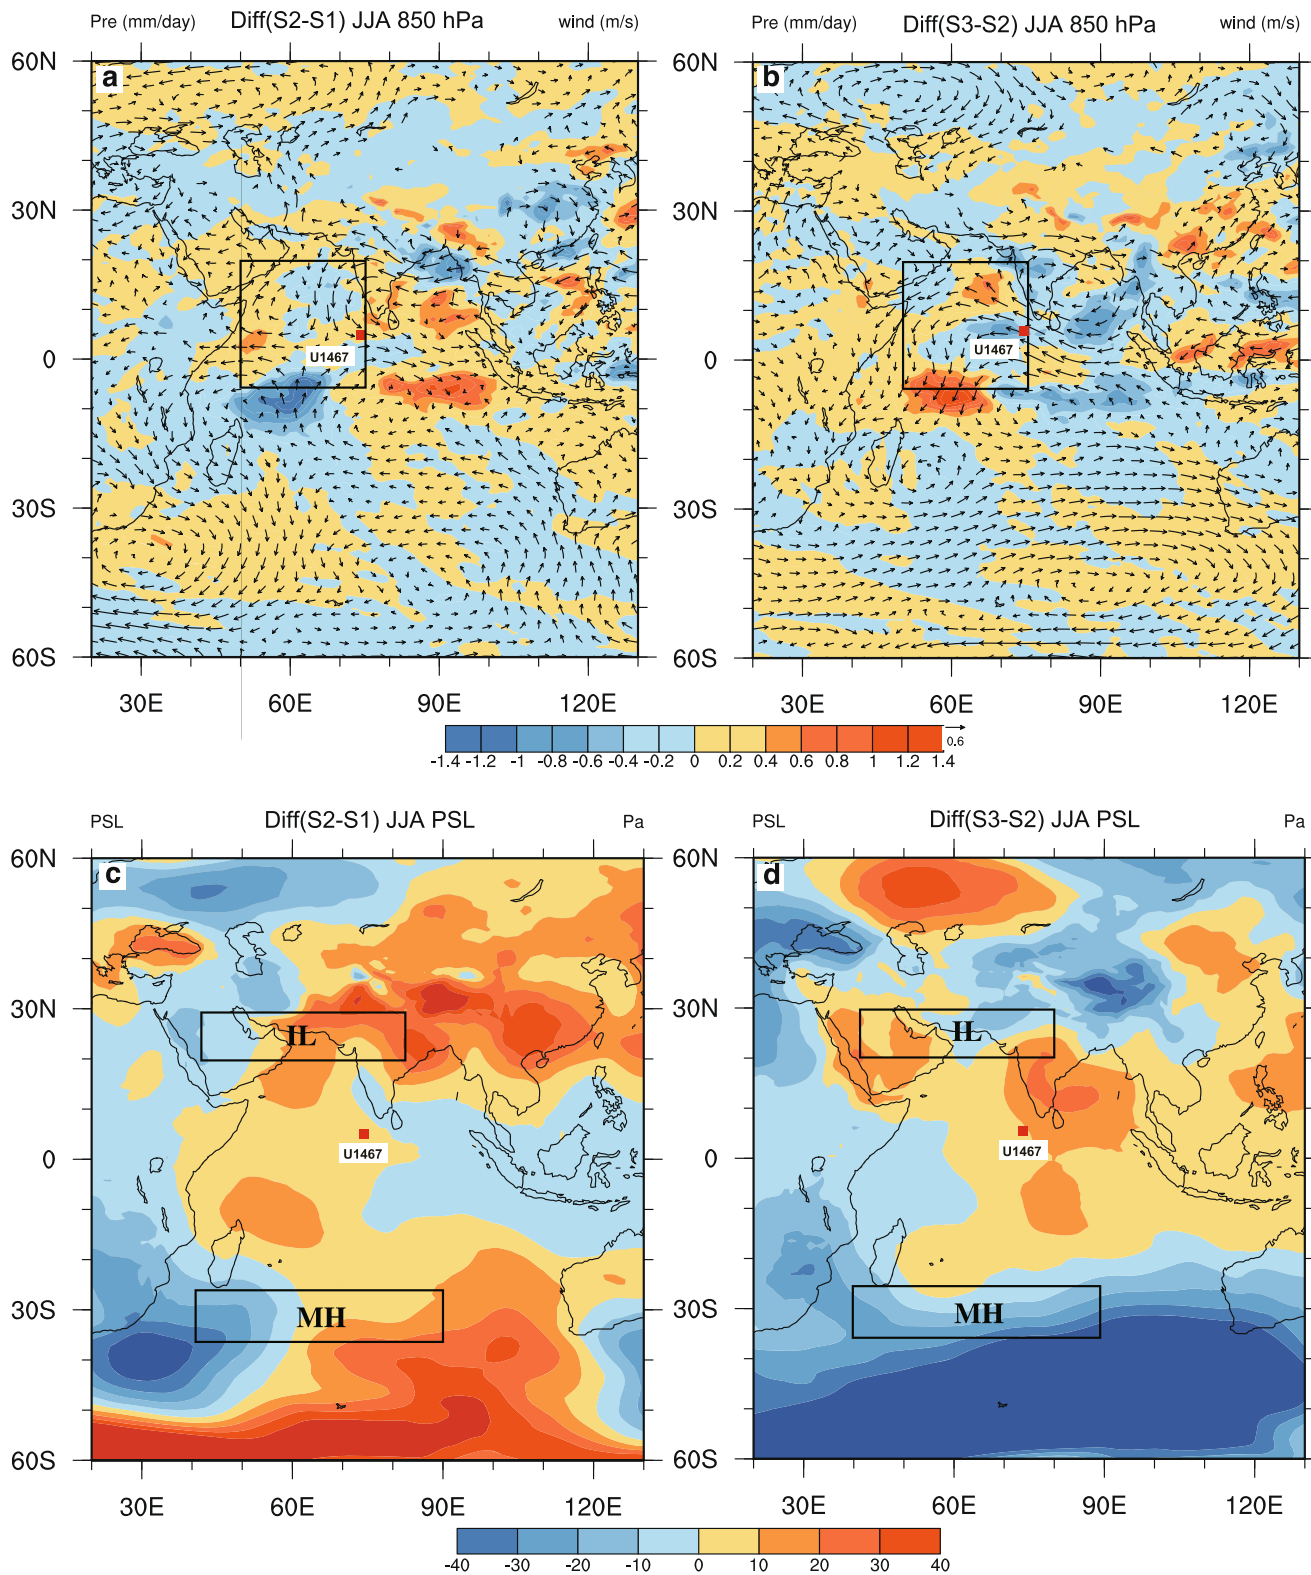 Pre (mm/day) Diff(S2-S1) JJA 850 hPa wind (m/s)
Pre (mm/day) Diff(S3-S2) JJA 850 hPa wind (m/s)
a
60N
30N
0
30S
60S
U1467
30E 60E 90E 120E
b
60N
30N
0
30S
60S
U1467
30E 60E 90E 120E
-1.4 -1.2 -1 -0.8 -0.6 -0.4 -0.2 0 0.2 0.4 0.6 0.8 1 1.2 1.4
0.6
PSL Diff(S2-S1) JJA PSL Pa
PSL Diff(S3-S2) JJA PSL Pa
c
60N
30N
0
30S
60S
IL
U1467
MH
30E 60E 90E 120E
d
60N
30N
0
30S
60S
IL
U1467
MH
30E 60E 90E 120E
-40 -30 -20 -10 0 10 20 30 40